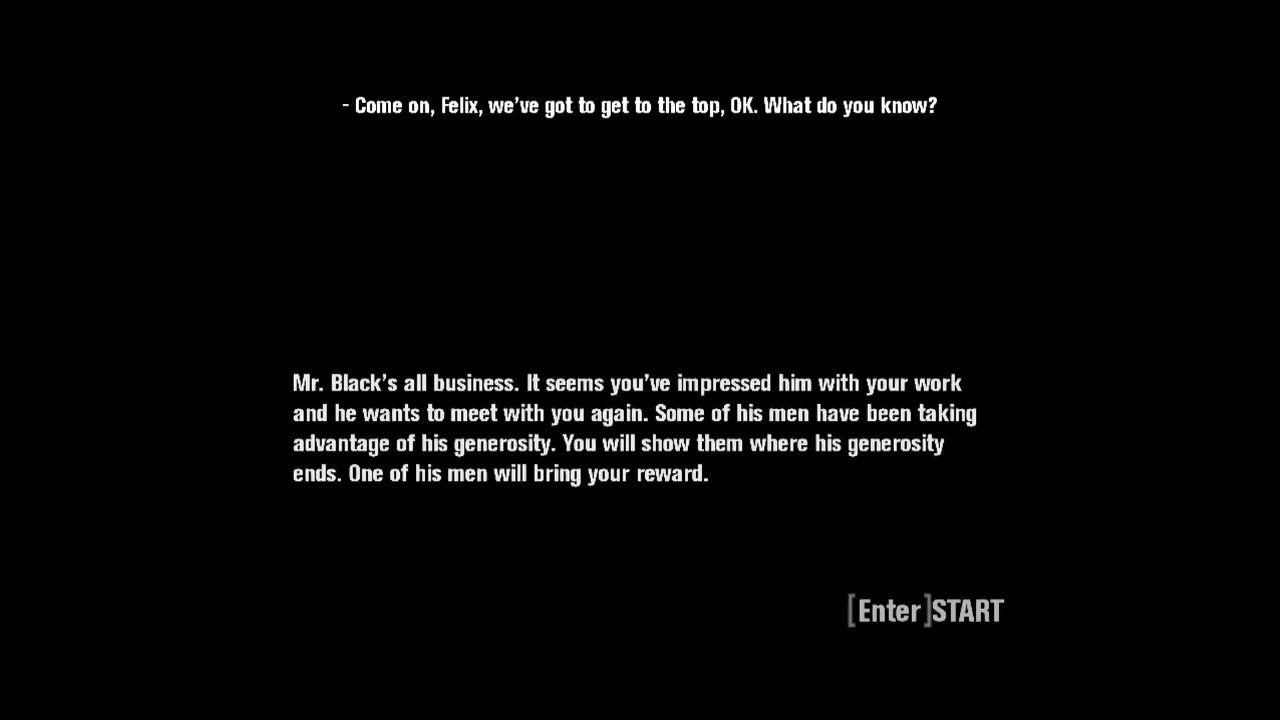 - Come on, Felix, we've got to get to the top, OK. What do you know?
Mr. Black's all business. It seems you've impressed him with your work
and he wants to meet with you again. Some of his men have been taking
advantage of his generosity. You will show them where his generosity
ends. One of his men will bring your reward.
[Enter]START